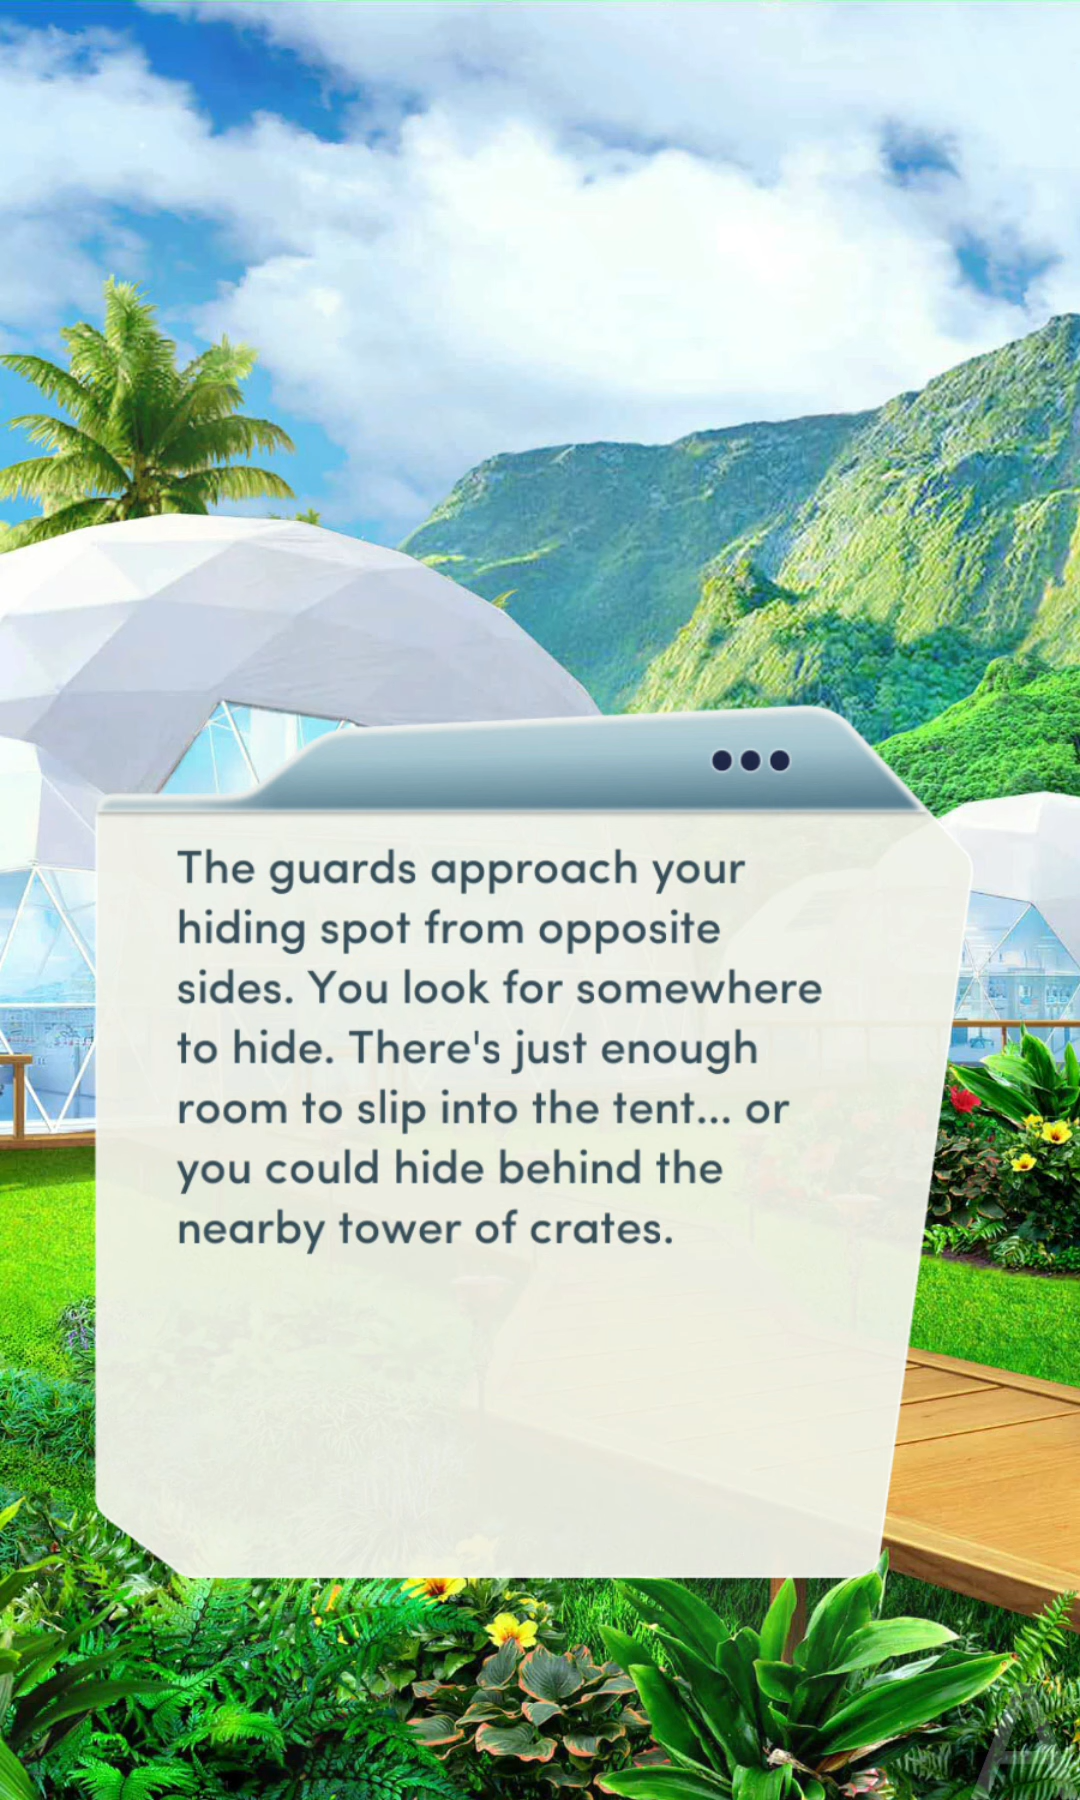 The guards approach your
hiding spot from opposite
sides. You look for somewhere
to hide. There's just enough
room to slip into the tent... or
you could hide behind the
nearby tower of crates.